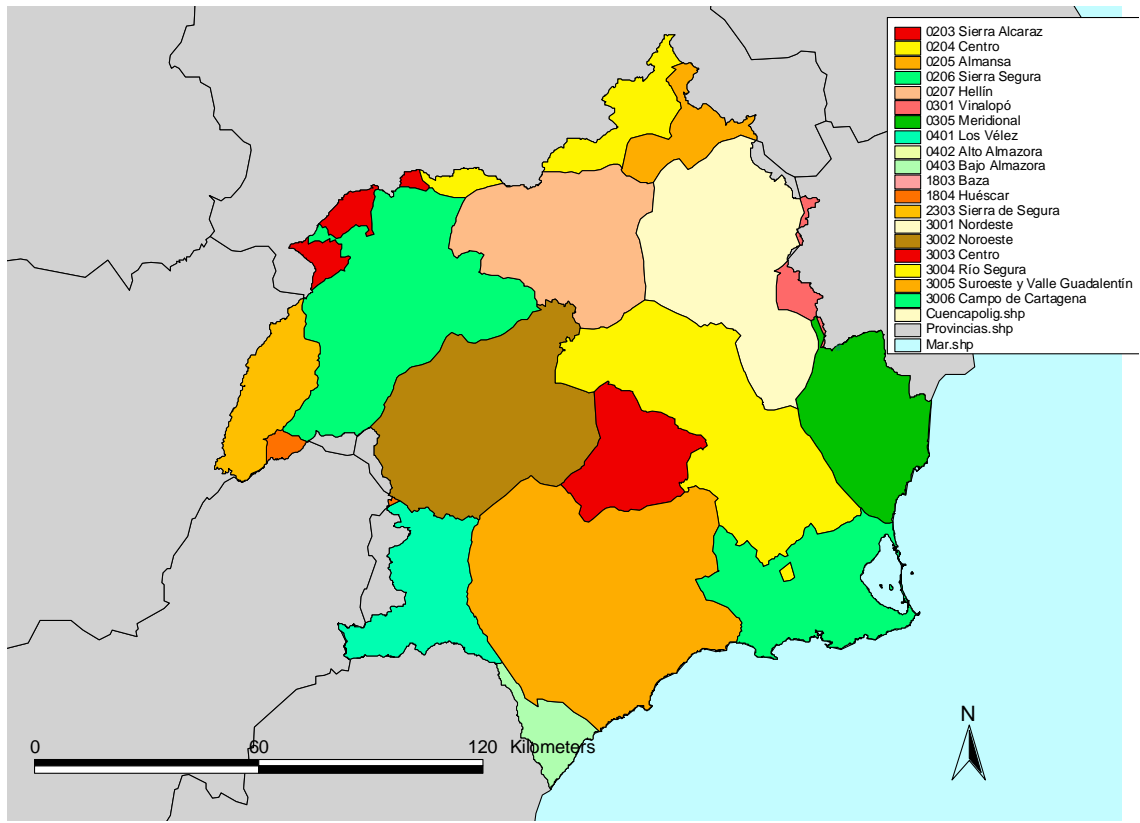 0203 Sierra Alcaraz
0204 Centro
0205 Almansa
0206 Sierra Segura
0207 Hellín
0301 Vinalopó
0305 Meridional
0401 Los Vélez
0402 Alto Almazora
0403 Bajo Almazora
1803 Baza
1804 Huéscar
2303 Sierra de Segura
3001 Nordeste
3002 Noroeste
3003 Centro
3004 Río Segura
3005 Suroeste y Valle Guadalentín
3006 Campo de Cartagena
Cuencapolig.shp
Provincias.shp
Mar.shp
N
0 60 120 Kilometers